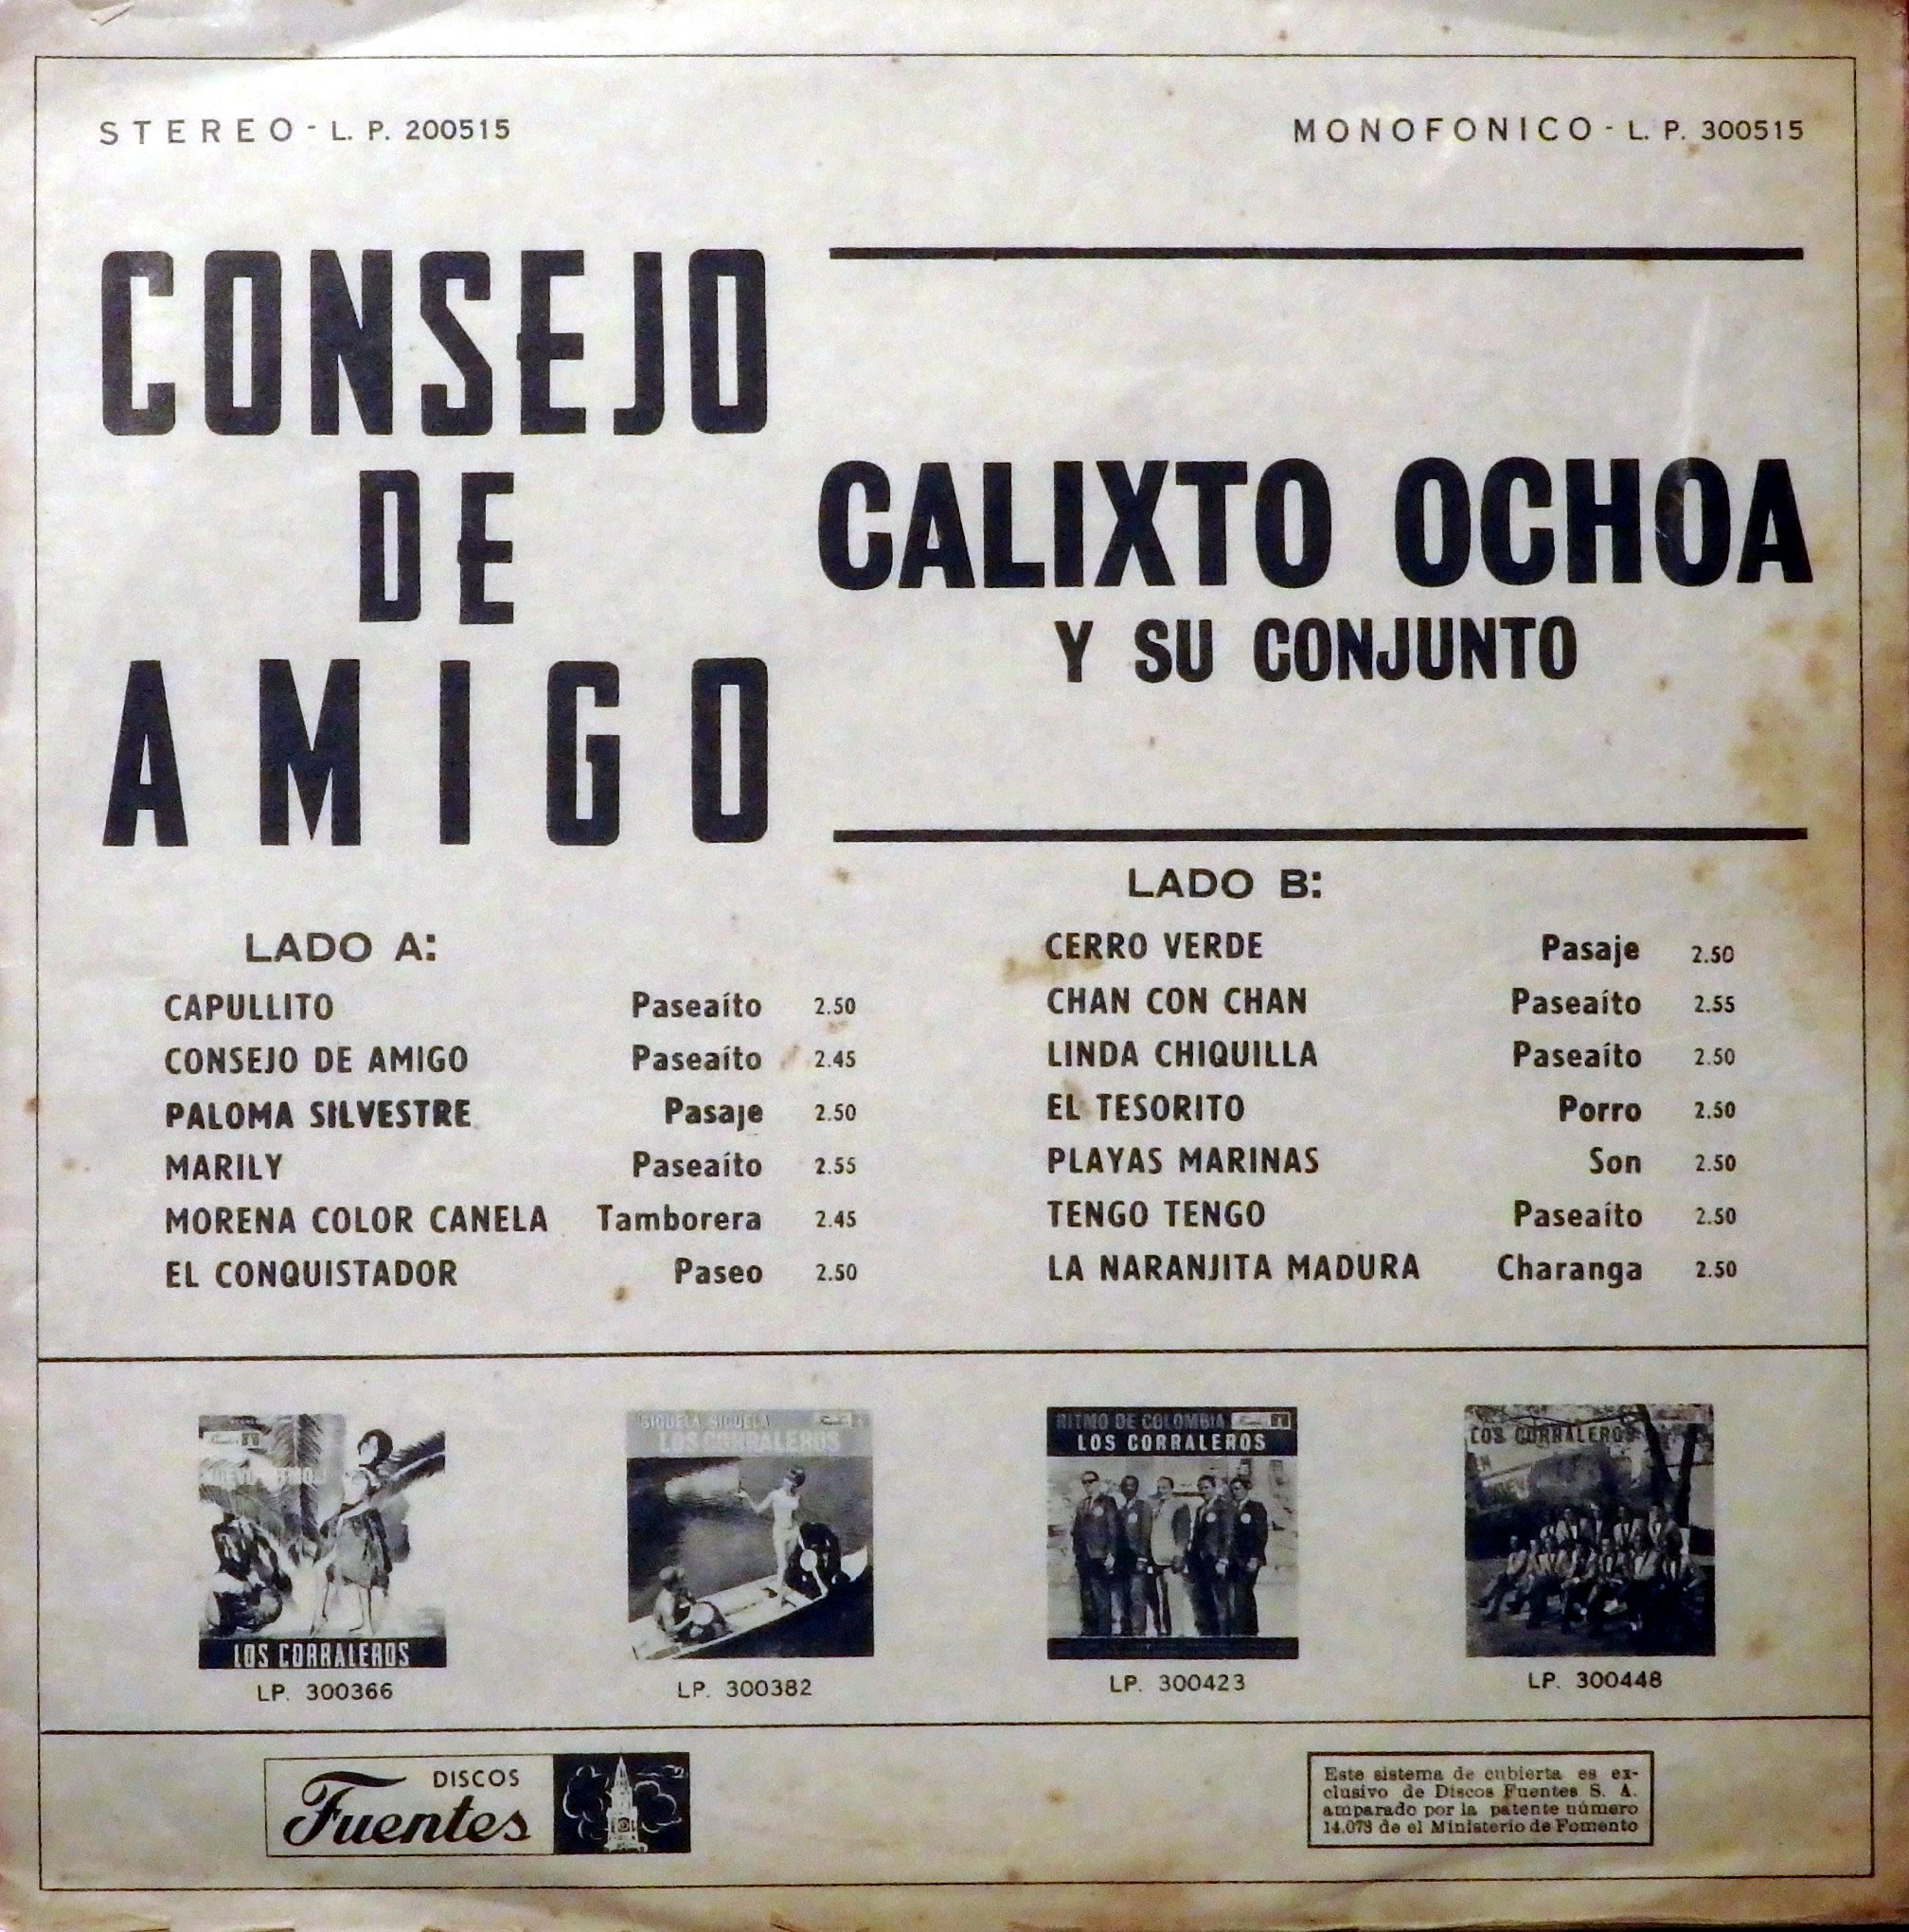 STEREO - L. P. 200515
MONOFONICO - L. P. 300515
CONSEJO
DE
AMIGO
CALIXTO OCHOA
Y SU CONJUNTO
LADO A:
CAPULLITO Paseaíto 2.50
CONSEJO DE AMIGO Paseaíto 2.45
PALOMA SILVESTRE Pasaje 2.50
MARILY Paseaíto 2.55
MORENA COLOR CANELA Tamborera 2.45
EL CONQUISTADOR Paseo 2.50
LADO B:
CERRO VERDE Pasaje 2.50
CHAN CON CHAN Paseaíto 2.55
LINDA CHIQUILLA Paseaíto 2.50
EL TESORITO Porro 2.50
PLAYAS MARINAS Son 2.50
TENGO TENGO Paseaíto 2.50
LA NARANJITA MADURA Charanga 2.50
NUEVO RITMO
LOS CORRALEROS
LP. 300366
SIGUELA, SIGUELA
LOS CORRALEROS
LP. 300382
RITMO DE COLOMBIA
LOS CORRALEROS
LP. 300423
LOS CORRALEROS
LP. 300448
DISCOS
Fuentes
Este sistema de cubierta es ex-
clusivo de Discos Fuentes S. A.
amparado por la patente número
14.073 de el Ministerio de Fomento